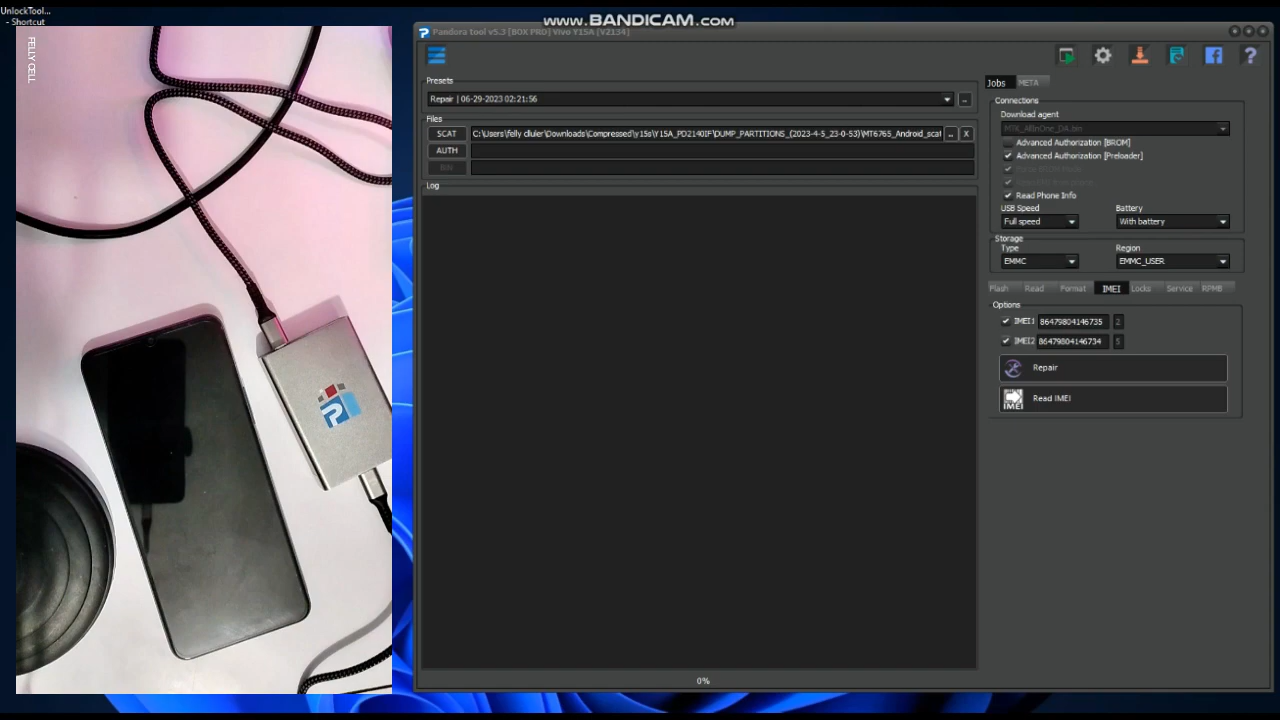 UnlockTool...
- Shortcut
www.BANDICAM.com
FELLY CELL
Pandora tool v5.3 [BOX PRO] Vivo Y15A [V2134]
Presets
Repair | 06-29-2023 02:21:56
...
Files
SCAT
C:\Users\felly dluier\Downloads\Compressed\y15s\Y15A_PD2140IF\DUMP_PARTITIONS_(2023-4-5_23-0-53)\MT6765_Android_scat
...
X
AUTH
BIN
Log
0%
Jobs
META
Connections
Download agent
MTK_AllInOne_DA.bin
Advanced Authorization [BROM]
Advanced Authorization [Preloader]
Read Phone Info
USB Speed
Battery
Full speed
With battery
Storage
Type
Region
EMMC
EMMC_USER
Flash
Read
Format
IMEI
Locks
Service
RPMB
Options
IMEI1
86479804146735
2
IMEI2
86479804146734
5
Repair
IMEI
Read IMEI